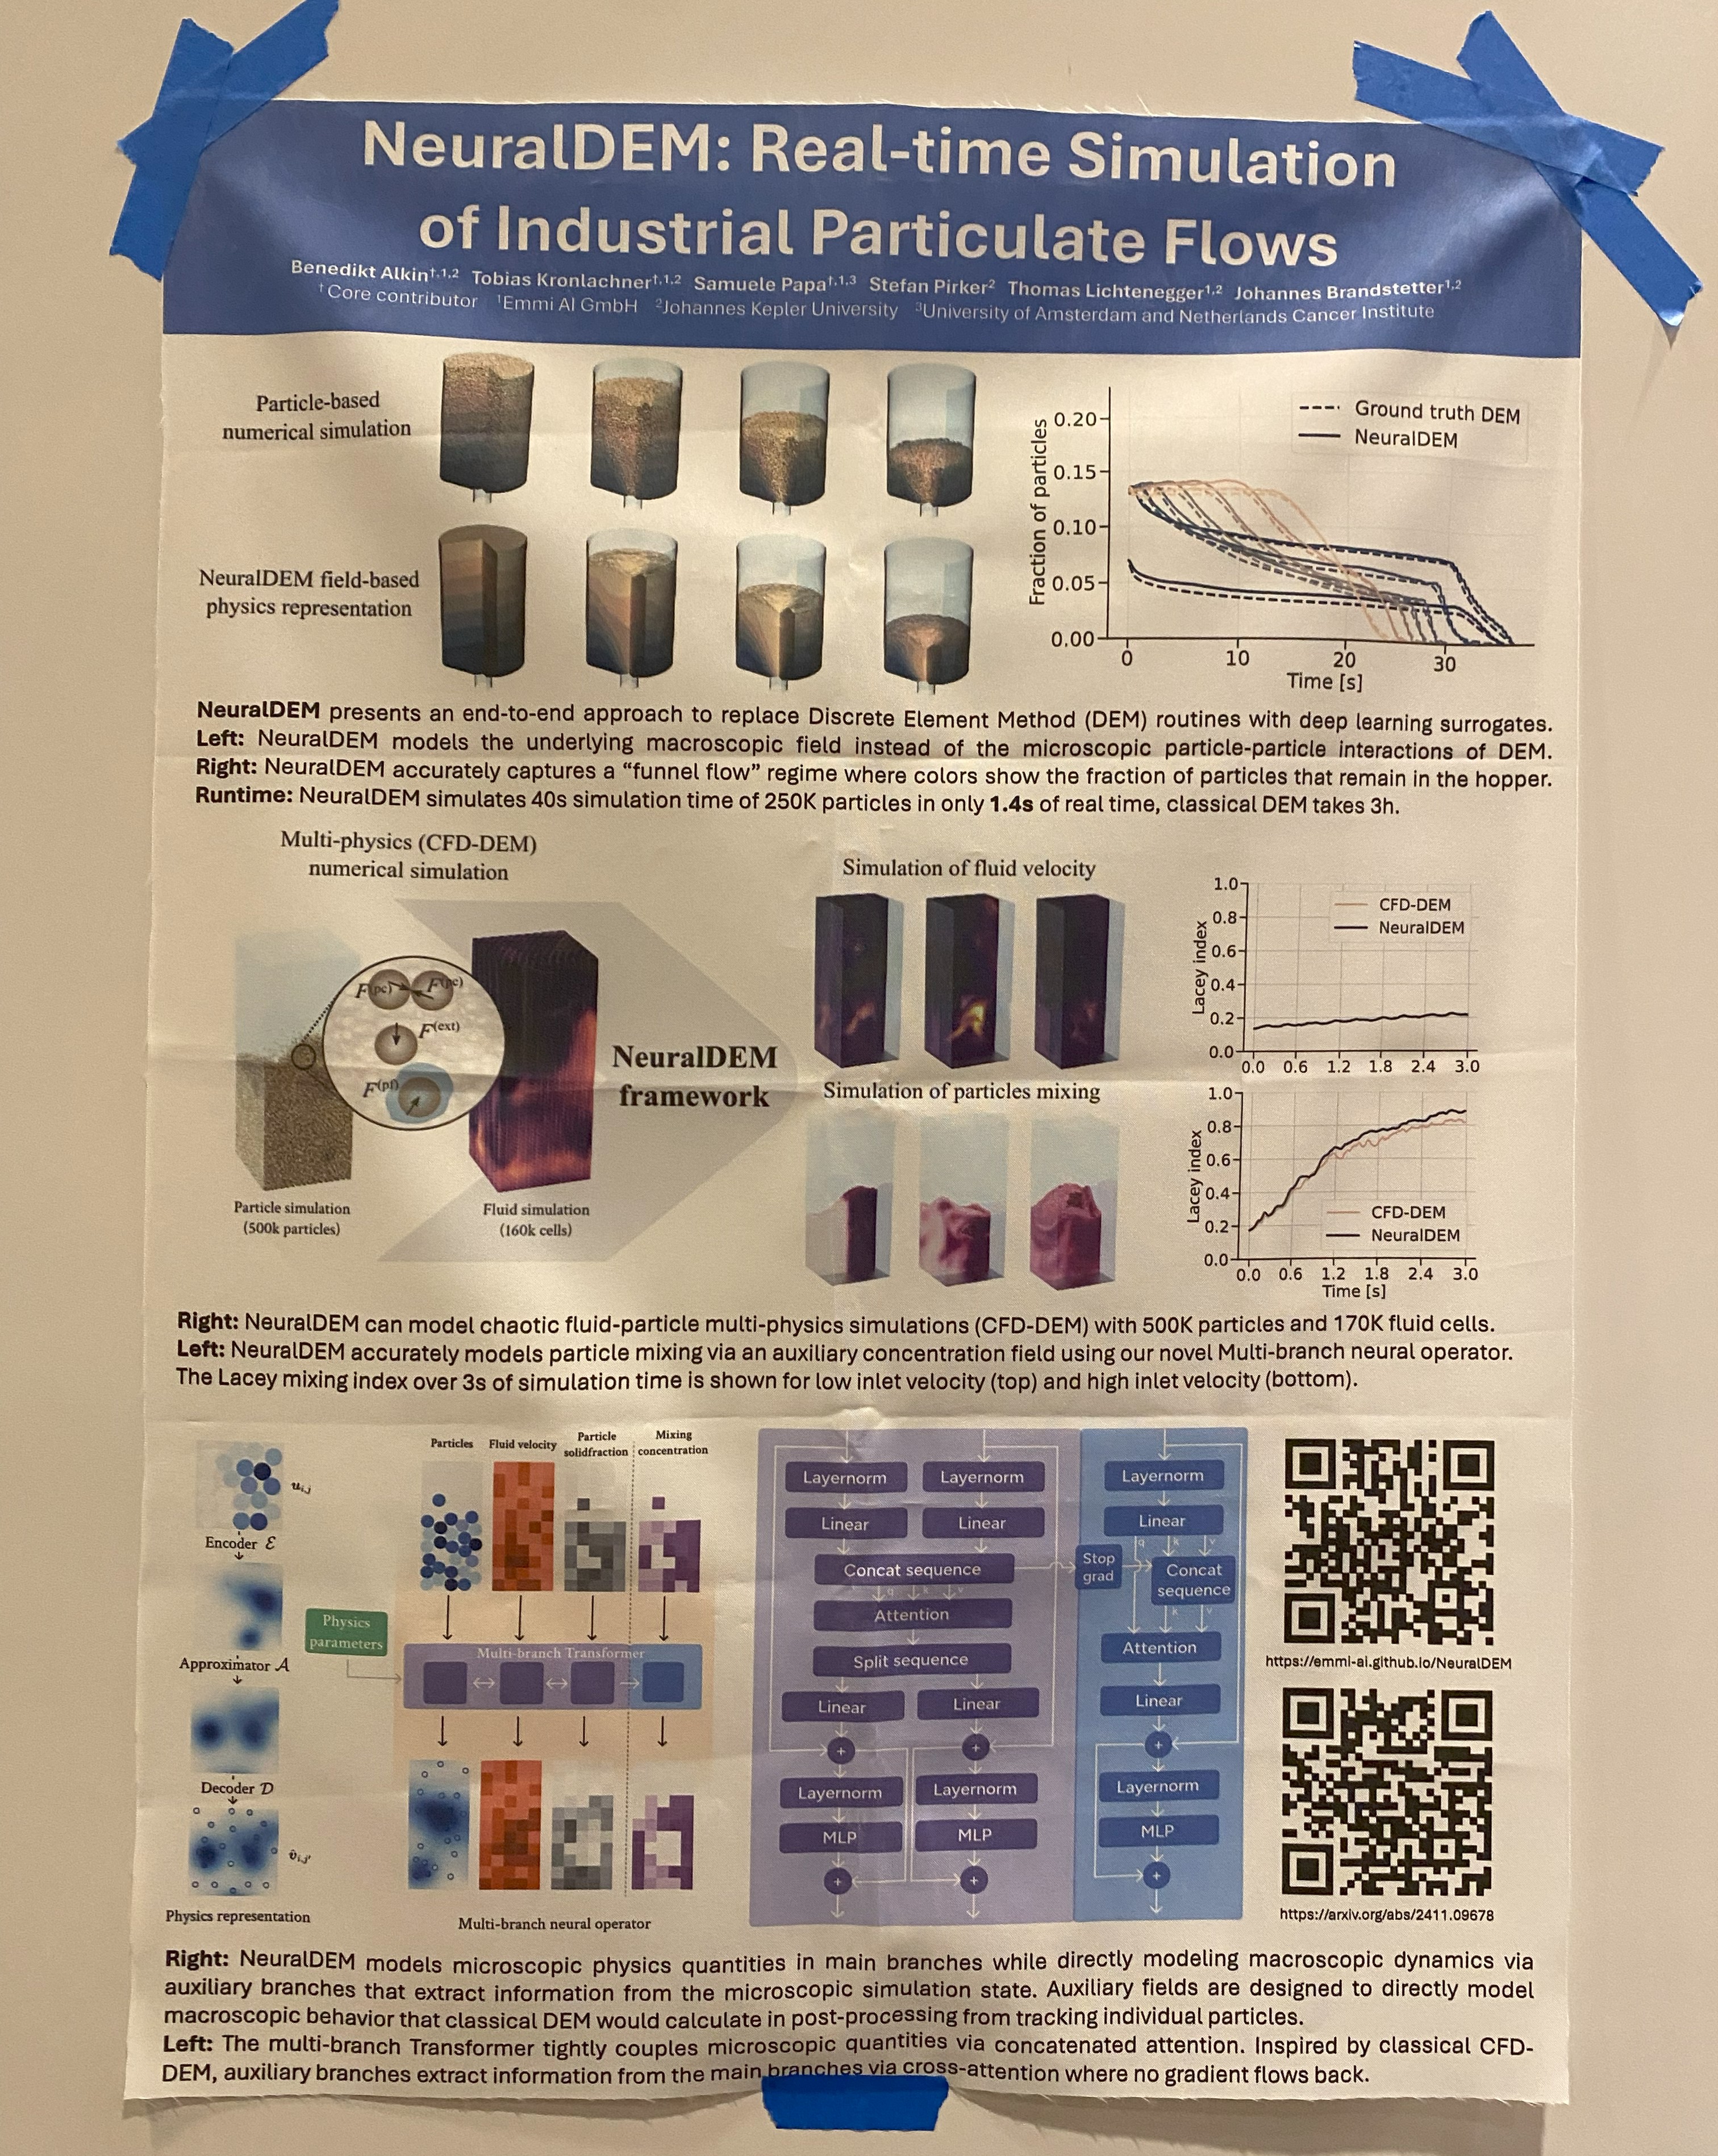 NeuralDEM: Real-time Simulation
of Industrial Particulate Flows
Benedikt Alkin†,1,2 Tobias Kronlachner†,1,2 Samuele Papa†,1,3 Stefan Pirker2 Thomas Lichtenegger1,2 Johannes Brandstetter1,2
†Core contributor 1Emmi AI GmbH 2Johannes Kepler University 3University of Amsterdam and Netherlands Cancer Institute
Particle-based
numerical simulation
NeuralDEM field-based
physics representation
Fraction of particles
0.20
0.15
0.10
0.05
0.00
0 10 20 30
Time [s]
Ground truth DEM
NeuralDEM
NeuralDEM presents an end-to-end approach to replace Discrete Element Method (DEM) routines with deep learning surrogates.
Left: NeuralDEM models the underlying macroscopic field instead of the microscopic particle-particle interactions of DEM.
Right: NeuralDEM accurately captures a “funnel flow” regime where colors show the fraction of particles that remain in the hopper.
Runtime: NeuralDEM simulates 40s simulation time of 250K particles in only 1.4s of real time, classical DEM takes 3h.
Multi-physics (CFD-DEM)
numerical simulation
F(pc) F(pc)
F(ext)
F(pf)
Particle simulation
(500k particles)
Fluid simulation
(160k cells)
NeuralDEM
framework
Simulation of fluid velocity
Simulation of particles mixing
Lacey index
1.0
0.8
0.6
0.4
0.2
0.0
0.0 0.6 1.2 1.8 2.4 3.0
CFD-DEM
NeuralDEM
Lacey index
1.0
0.8
0.6
0.4
0.2
0.0
0.0 0.6 1.2 1.8 2.4 3.0
Time [s]
CFD-DEM
NeuralDEM
Right: NeuralDEM can model chaotic fluid-particle multi-physics simulations (CFD-DEM) with 500K particles and 170K fluid cells.
Left: NeuralDEM accurately models particle mixing via an auxiliary concentration field using our novel Multi-branch neural operator.
The Lacey mixing index over 3s of simulation time is shown for low inlet velocity (top) and high inlet velocity (bottom).
u i,j
Encoder ℰ
Approximator 𝒜
Decoder 𝒟
Physics representation
Physics
parameters
Particles
Fluid velocity
Particle
solidfraction
Mixing
concentration
Multi-branch Transformer
Multi-branch neural operator
Layernorm Layernorm
Linear Linear
Concat sequence
q k v
Attention
Split sequence
Linear Linear
+ +
Layernorm Layernorm
MLP MLP
+ +
Stop
grad
Layernorm
Linear
q k v
Concat
sequence
k v
Attention
Linear
+
Layernorm
MLP
+
https://emmi-ai.github.io/NeuralDEM
https://arxiv.org/abs/2411.09678
Right: NeuralDEM models microscopic physics quantities in main branches while directly modeling macroscopic dynamics via
auxiliary branches that extract information from the microscopic simulation state. Auxiliary fields are designed to directly model
macroscopic behavior that classical DEM would calculate in post-processing from tracking individual particles.
Left: The multi-branch Transformer tightly couples microscopic quantities via concatenated attention. Inspired by classical CFD-
DEM, auxiliary branches extract information from the main branches via cross-attention where no gradient flows back.